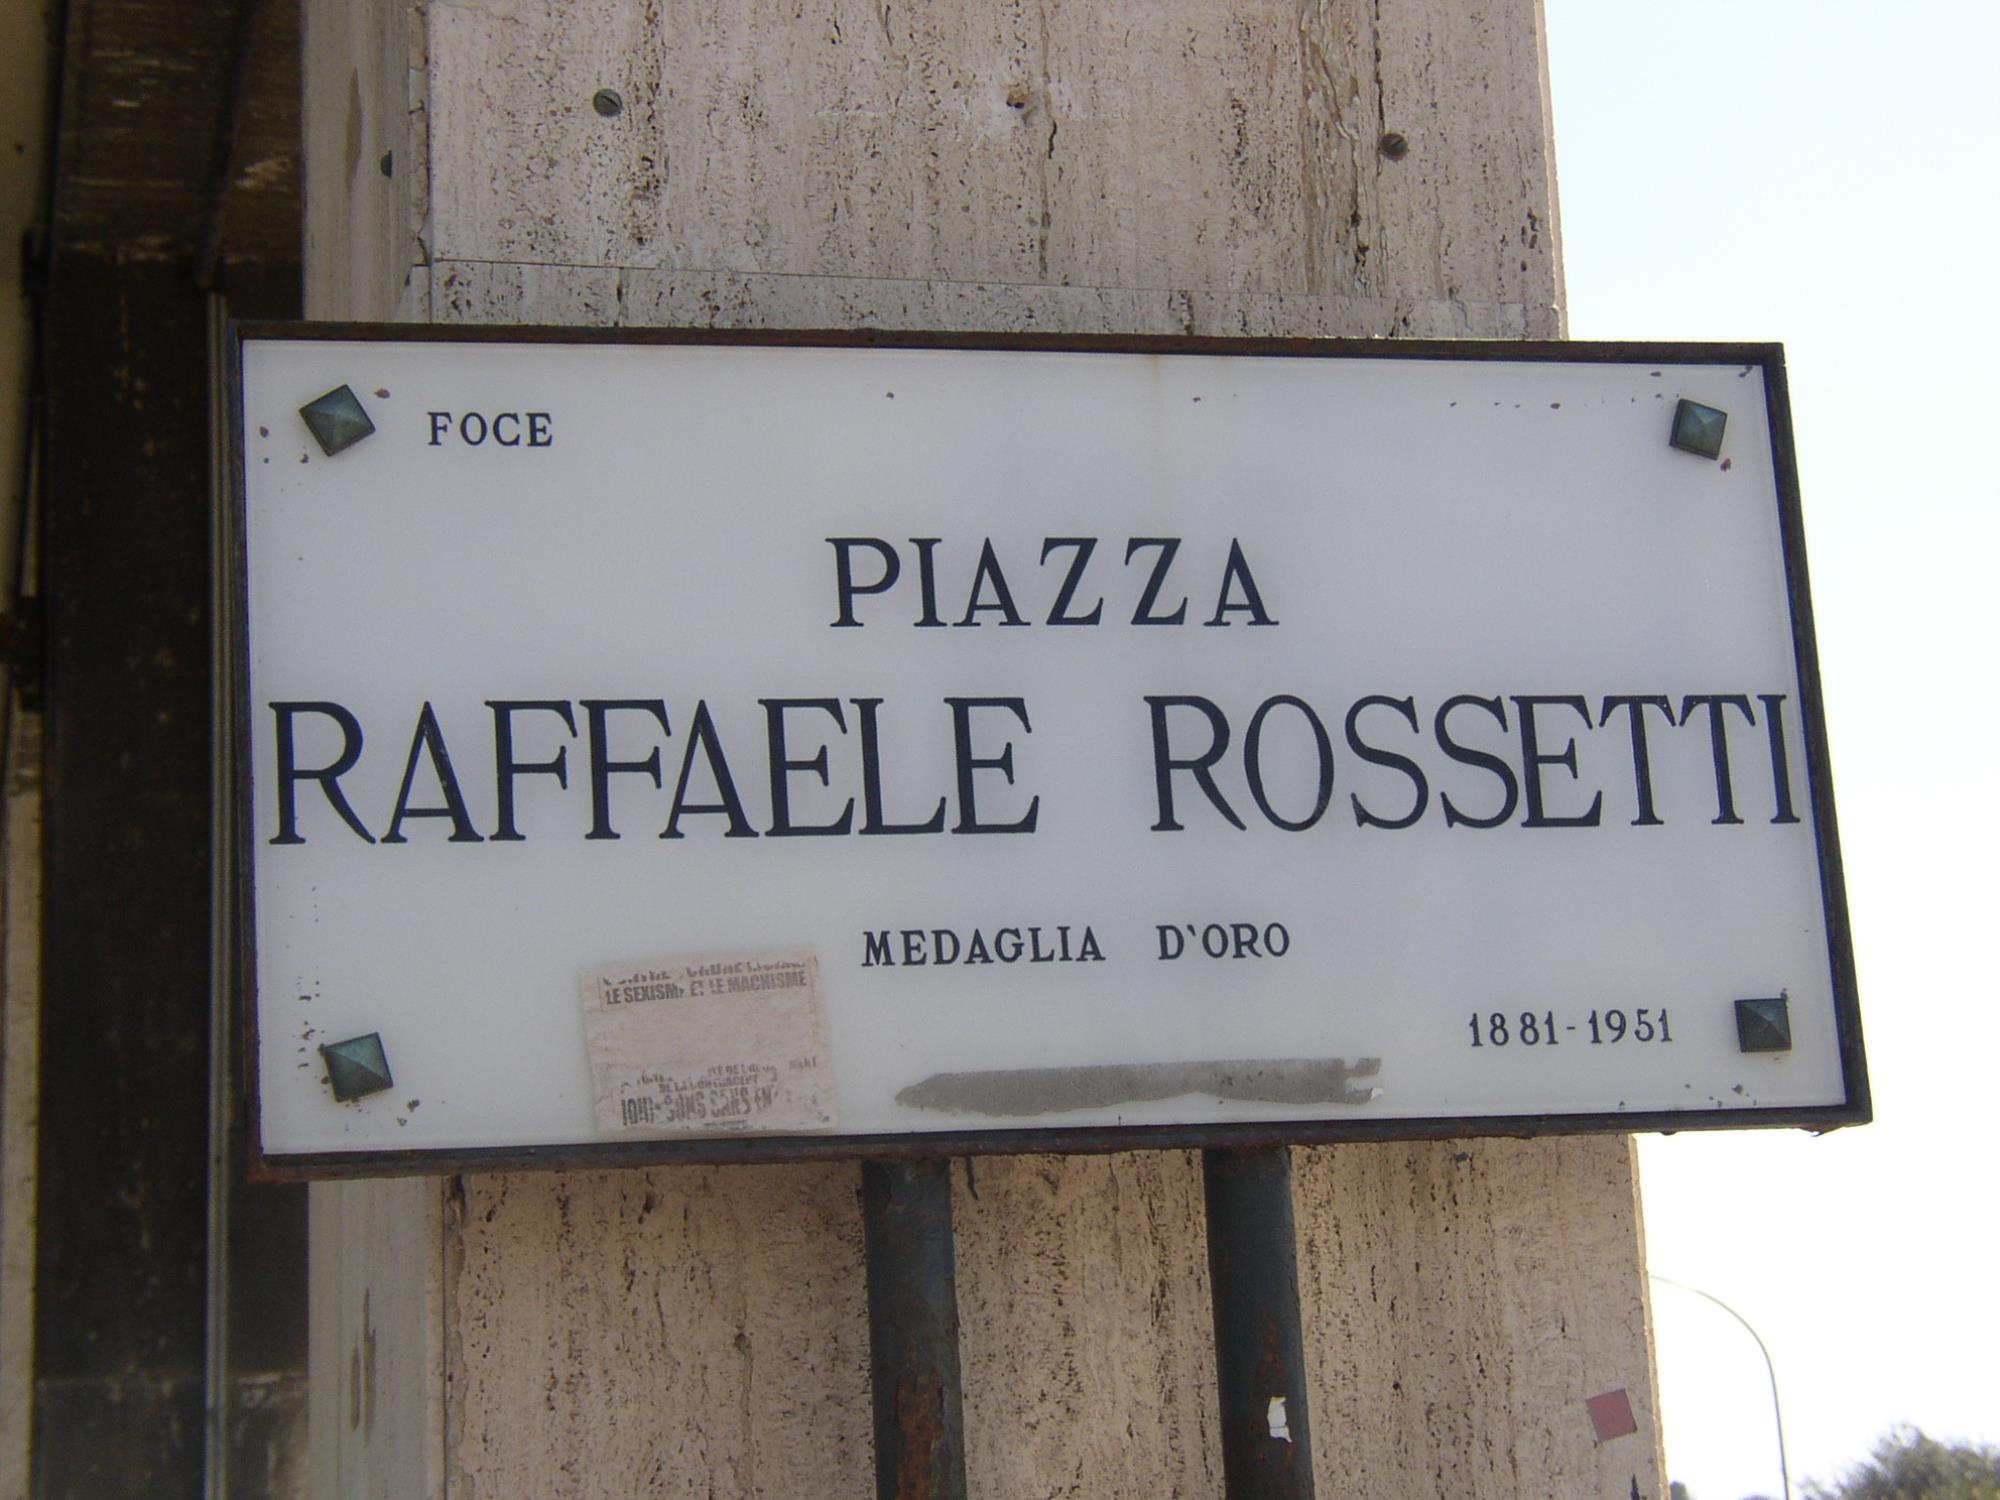 FOCE
PIAZZA
RAFFAELE ROSSETTI
MEDAGLIA D'ORO
1881-1951
LE SEXISME ET LE MACHISME